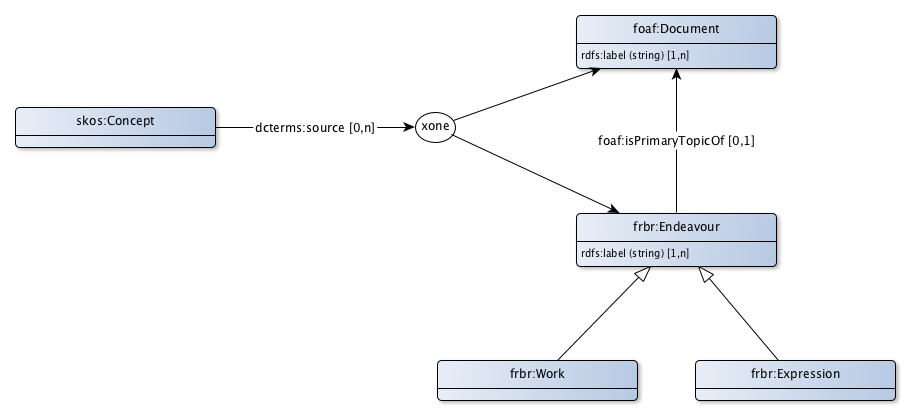 foaf:Document
rdfs:label (string) [1,n]
skos:Concept
dcterms:source [0,n]
xone
foaf:isPrimaryTopicOf [0,1]
frbr:Endeavour
rdfs:label (string) [1,n]
frbr:Work
frbr:Expression